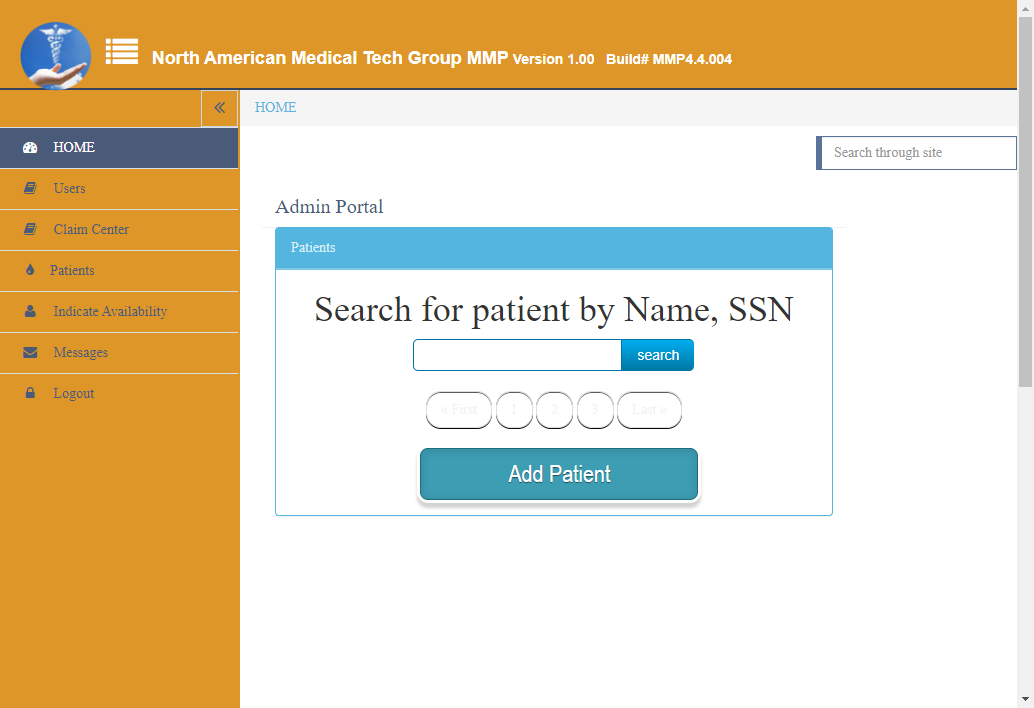 North American Medical Tech Group MMP Version 1.00 Build# MMP4.4.004
«
HOME
HOME
Users
Claim Center
Patients
Indicate Availability
Messages
Logout
Search through site
Admin Portal
Patients
Search for patient by Name, SSN
search
« First 1 2 3 Last »
Add Patient